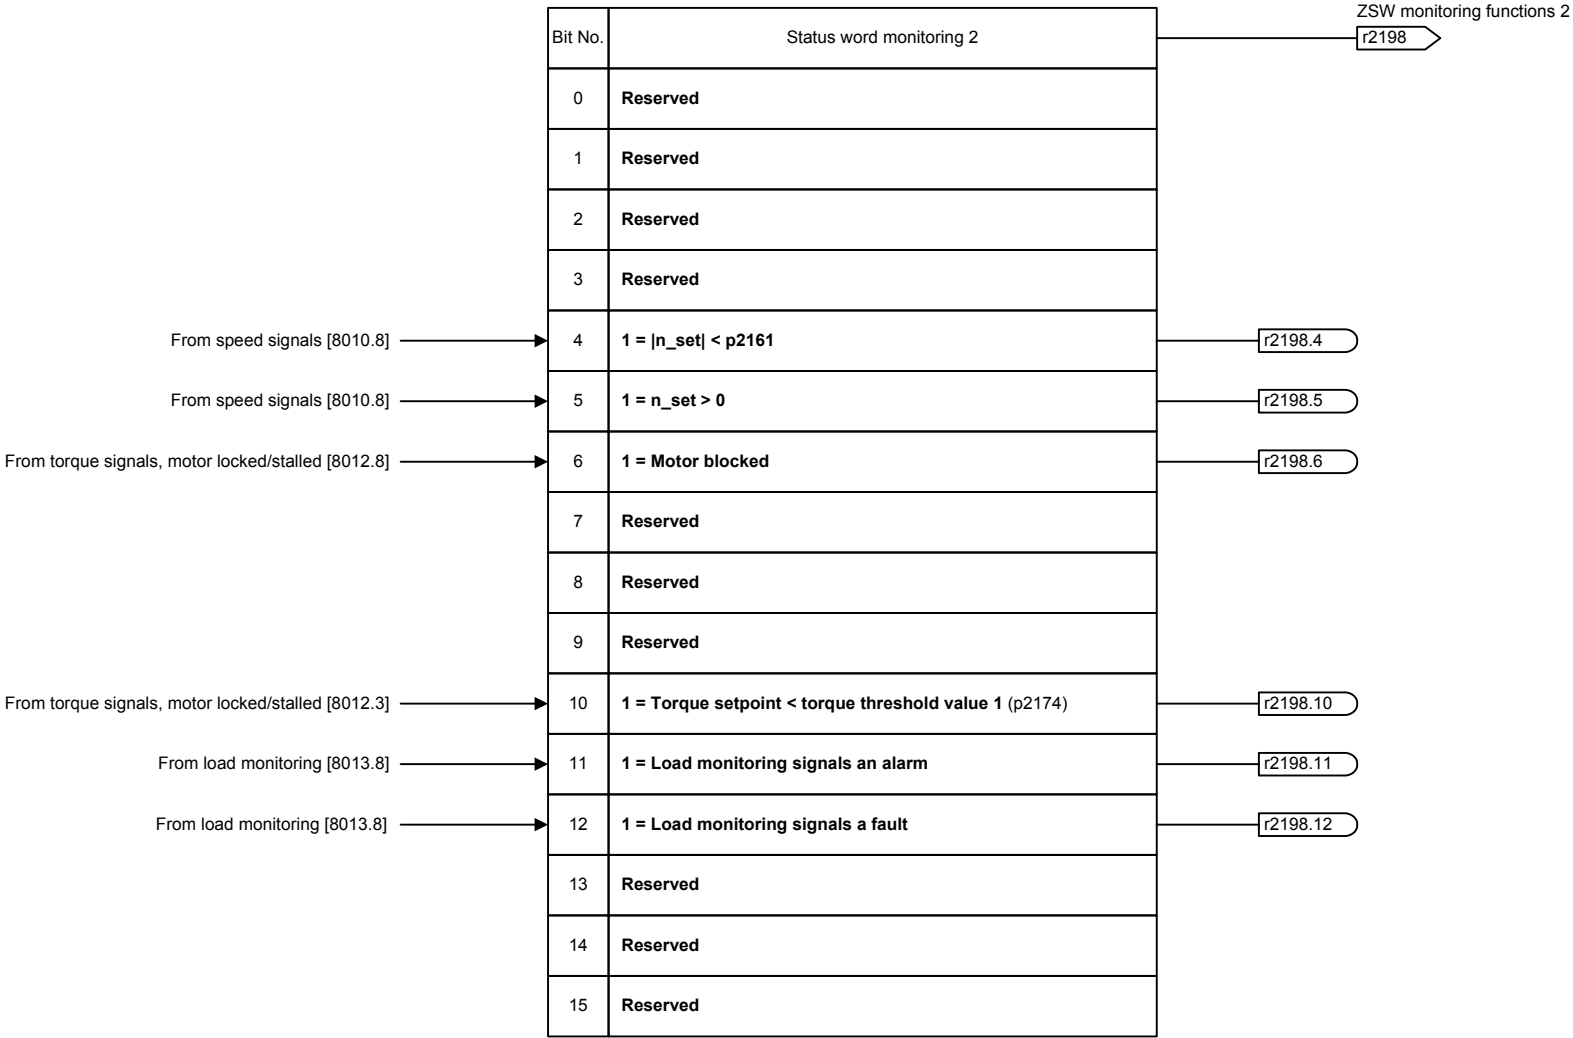 ZSW monitoring functions 2
Bit No. Status word monitoring 2 r2198
0 Reserved
1 Reserved
2 Reserved
3 Reserved
From speed signals [8010.8] 4 1 = |n_set| < p2161 r2198.4
From speed signals [8010.8] 5 1 = n_set > 0 r2198.5
From torque signals, motor locked/stalled [8012.8] 6 1 = Motor blocked r2198.6
7 Reserved
8 Reserved
9 Reserved
From torque signals, motor locked/stalled [8012.3] 10 1 = Torque setpoint < torque threshold value 1 (p2174) r2198.10
From load monitoring [8013.8] 11 1 = Load monitoring signals an alarm r2198.11
From load monitoring [8013.8] 12 1 = Load monitoring signals a fault r2198.12
13 Reserved
14 Reserved
15 Reserved